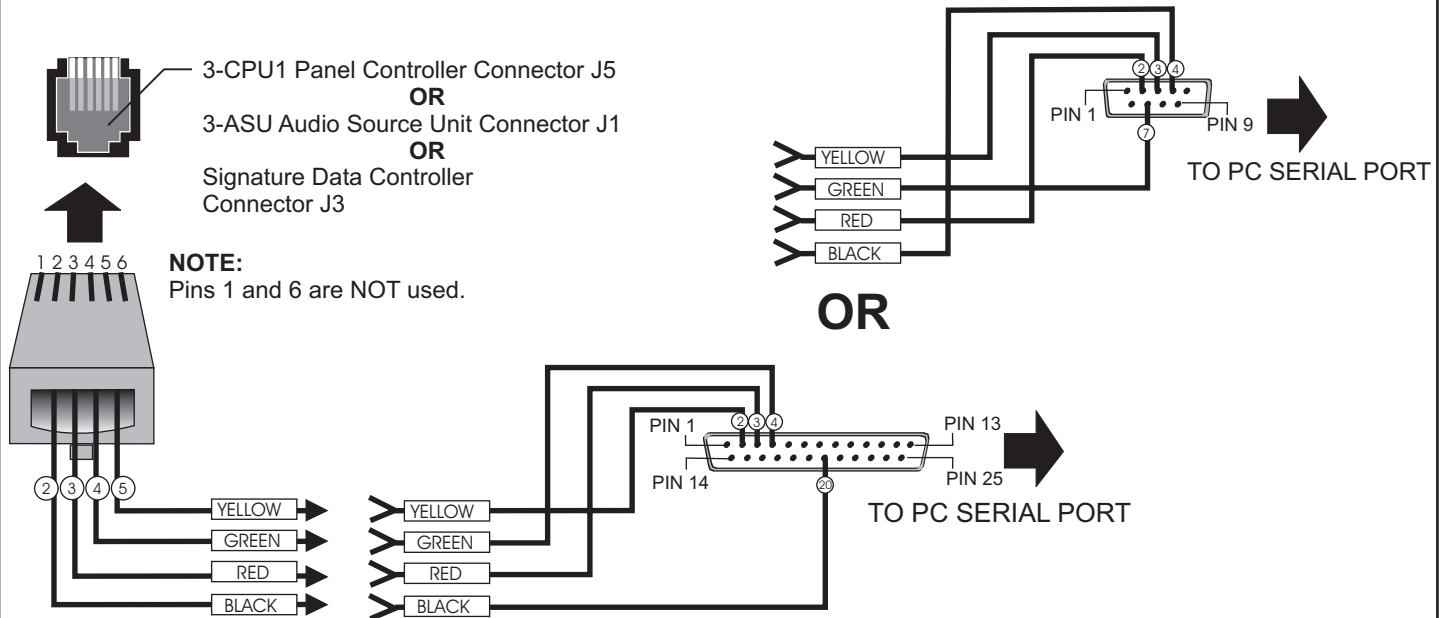 3-CPU1 Panel Controller Connector J5
OR
3-ASU Audio Source Unit Connector J1
OR
Signature Data Controller
Connector J3
1 2 3 4 5 6
NOTE:
Pins 1 and 6 are NOT used.
2 3 4 5
YELLOW
GREEN
RED
BLACK
2 3 4
PIN 1
PIN 9
7
YELLOW
GREEN
RED
BLACK
TO PC SERIAL PORT
OR
2 3 4
PIN 1
PIN 13
PIN 14
PIN 25
20
YELLOW
GREEN
RED
BLACK
TO PC SERIAL PORT